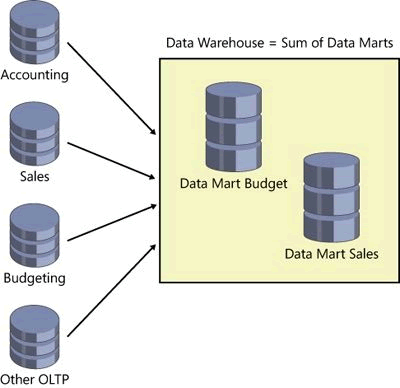 Data Warehouse = Sum of Data Marts
Accounting
Sales
Budgeting
Other OLTP
Data Mart Budget
Data Mart Sales